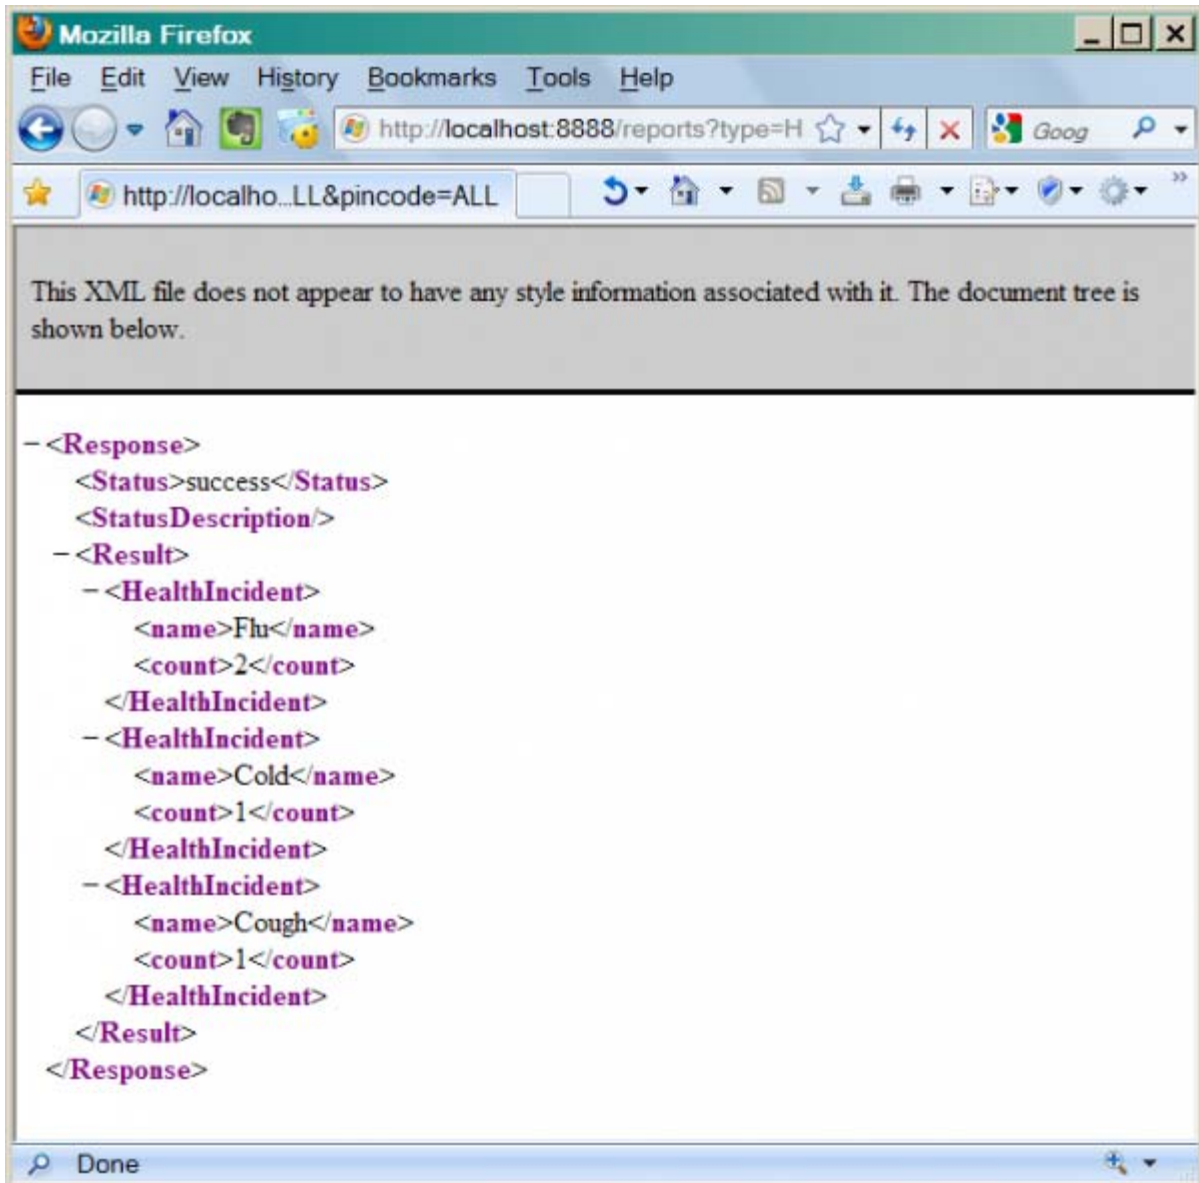 Mozilla Firefox
File Edit View History Bookmarks Tools Help
http://localhost:8888/reports?type=H Goog
http://localho...LL&pincode=ALL
This XML file does not appear to have any style information associated with it. The document tree is
shown below.
− <Response>
<Status>success</Status>
<StatusDescription/>
− <Result>
− <HealthIncident>
<name>Flu</name>
<count>2</count>
</HealthIncident>
− <HealthIncident>
<name>Cold</name>
<count>1</count>
</HealthIncident>
− <HealthIncident>
<name>Cough</name>
<count>1</count>
</HealthIncident>
</Result>
</Response>
Done